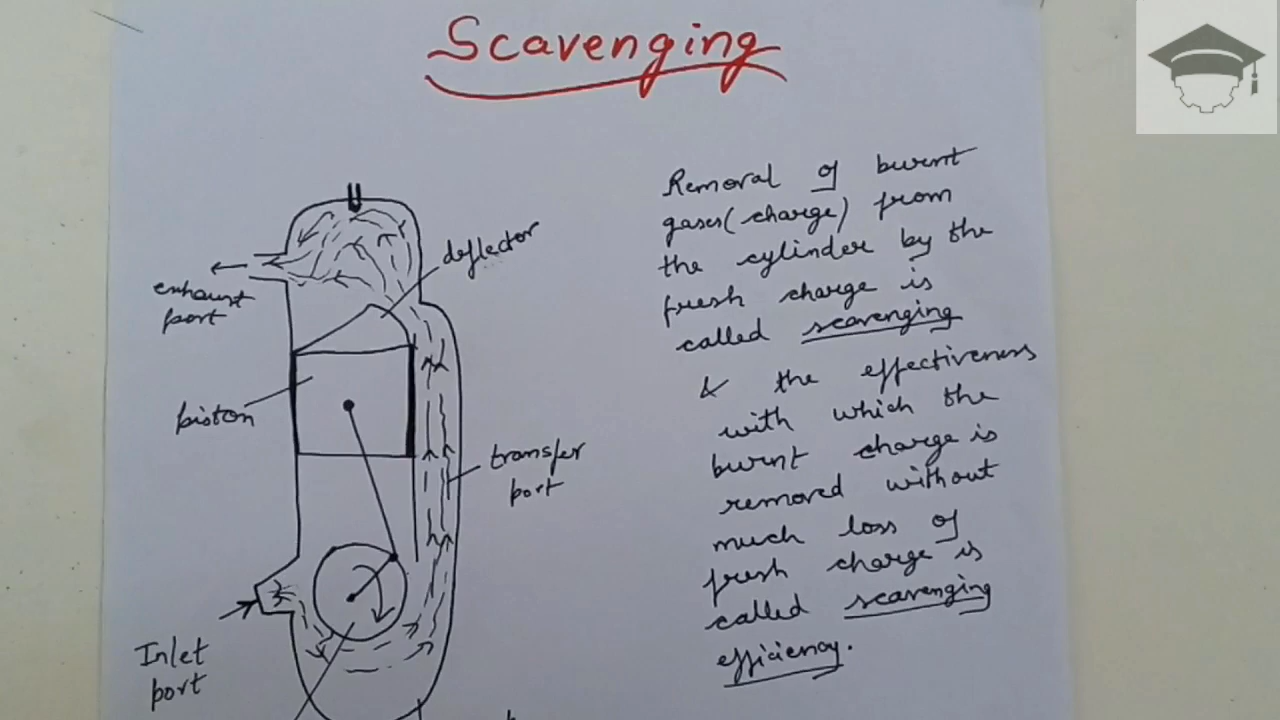 Scavenging
Removal of burnt
gases (charge) from
the cylinder by the
fresh charge is
called scavenging
& the effectiveness
with which the
burnt charge is
removed without
much loss of
fresh charge is
called scavenging
efficiency.
deflector
exhaust
port
piston
transfer
port
Inlet
port